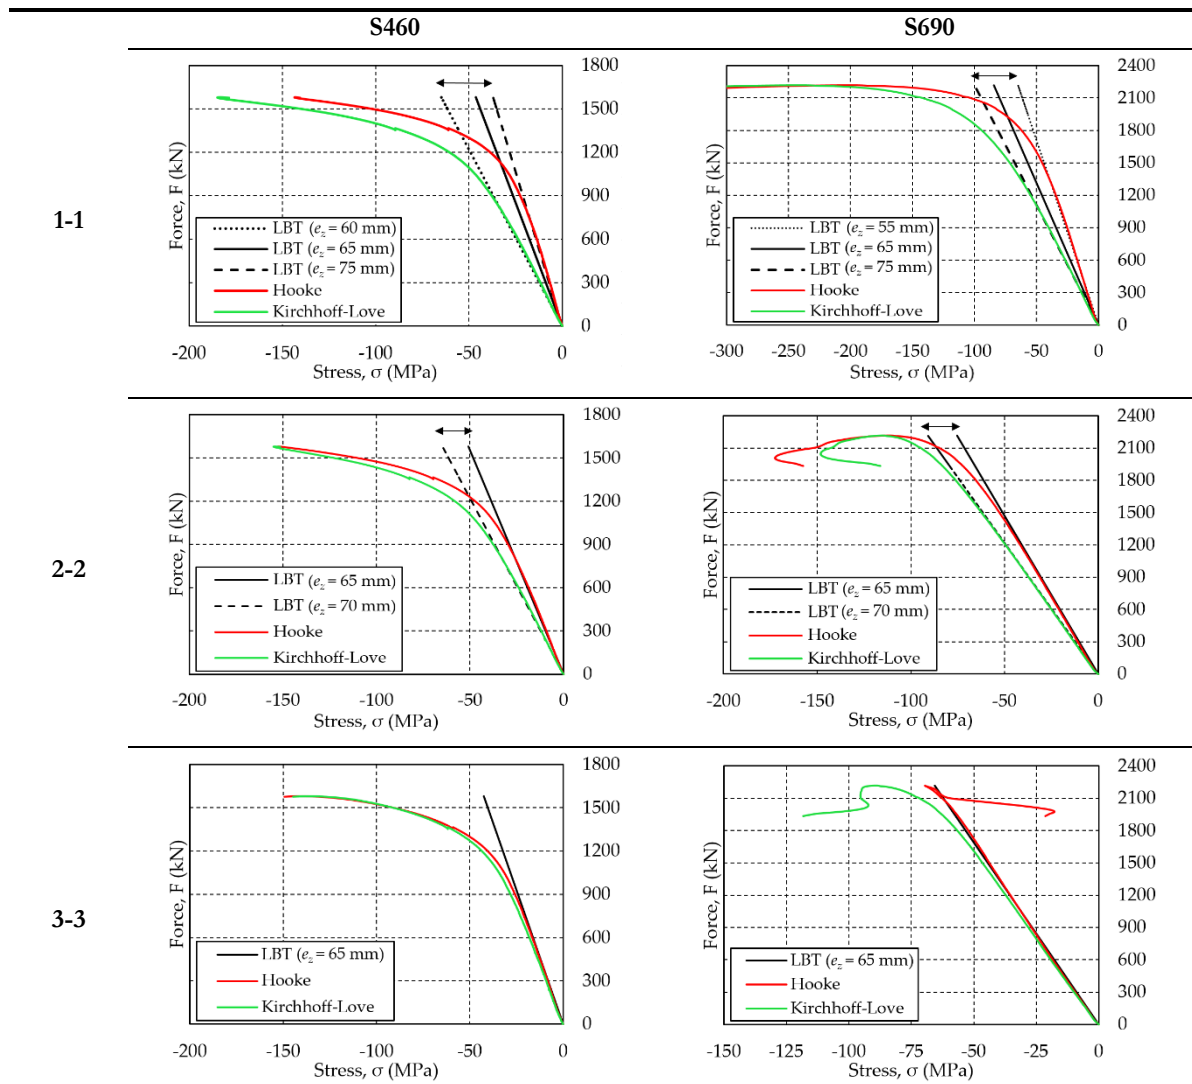 S460 S690
1-1
Force, F (kN)
1800
1500
1200
900
600
300
0
LBT (ez = 60 mm)
LBT (ez = 65 mm)
LBT (ez = 75 mm)
Hooke
Kirchhoff-Love
-200 -150 -100 -50 0
Stress, σ (MPa)
Force, F (kN)
2400
2100
1800
1500
1200
900
600
300
0
LBT (ez = 55 mm)
LBT (ez = 65 mm)
LBT (ez = 75 mm)
Hooke
Kirchhoff-Love
-300 -250 -200 -150 -100 -50 0
Stress, σ (MPa)
2-2
Force, F (kN)
1800
1500
1200
900
600
300
0
LBT (ez = 65 mm)
LBT (ez = 70 mm)
Hooke
Kirchhoff-Love
-200 -150 -100 -50 0
Stress, σ (MPa)
Force, F (kN)
2400
2100
1800
1500
1200
900
600
300
0
LBT (ez = 65 mm)
LBT (ez = 70 mm)
Hooke
Kirchhoff-Love
-200 -150 -100 -50 0
Stress, σ (MPa)
3-3
Force, F (kN)
1800
1500
1200
900
600
300
0
LBT (ez = 65 mm)
Hooke
Kirchhoff-Love
-200 -150 -100 -50 0
Stress, σ (MPa)
Force, F (kN)
2400
2100
1800
1500
1200
900
600
300
0
LBT (ez = 65 mm)
Hooke
Kirchhoff-Love
-150 -125 -100 -75 -50 -25 0
Stress, σ (MPa)